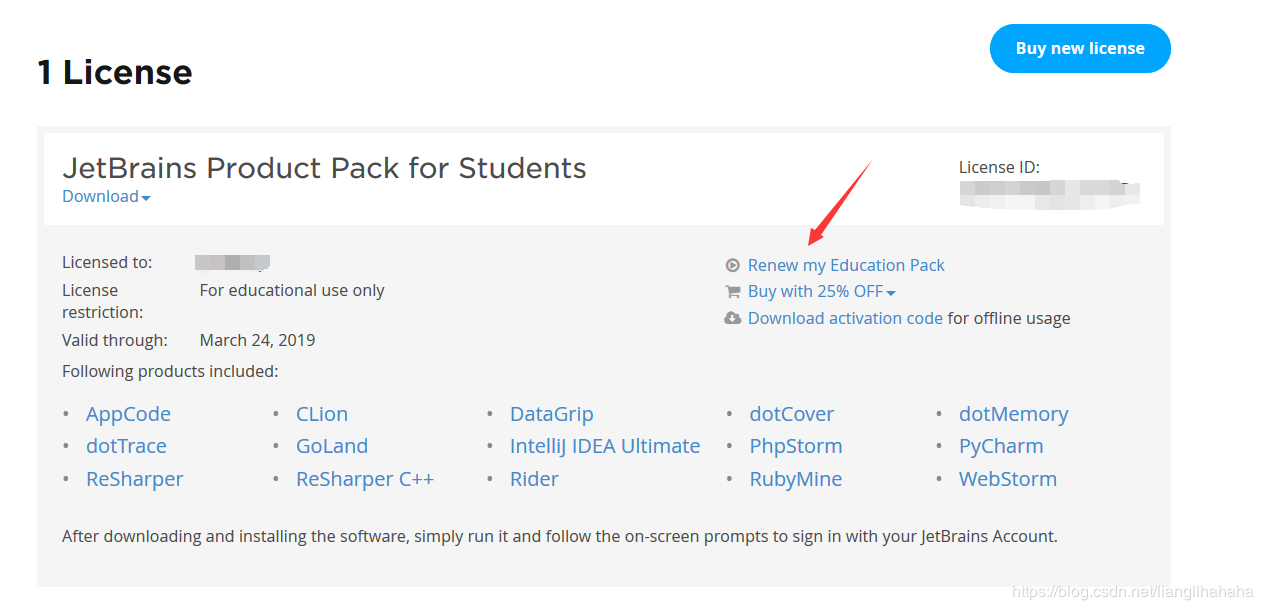 1 License
Buy new license
JetBrains Product Pack for Students
Download
License ID:
Licensed to:
License restriction:
For educational use only
Valid through:
March 24, 2019
Renew my Education Pack
Buy with 25% OFF
Download activation code for offline usage
Following products included:
• AppCode • CLion • DataGrip • dotCover • dotMemory
• dotTrace • GoLand • IntelliJ IDEA Ultimate • PhpStorm • PyCharm
• ReSharper • ReSharper C++ • Rider • RubyMine • WebStorm
After downloading and installing the software, simply run it and follow the on-screen prompts to sign in with your JetBrains Account.
https://blog.csdn.net/liangllhahaha